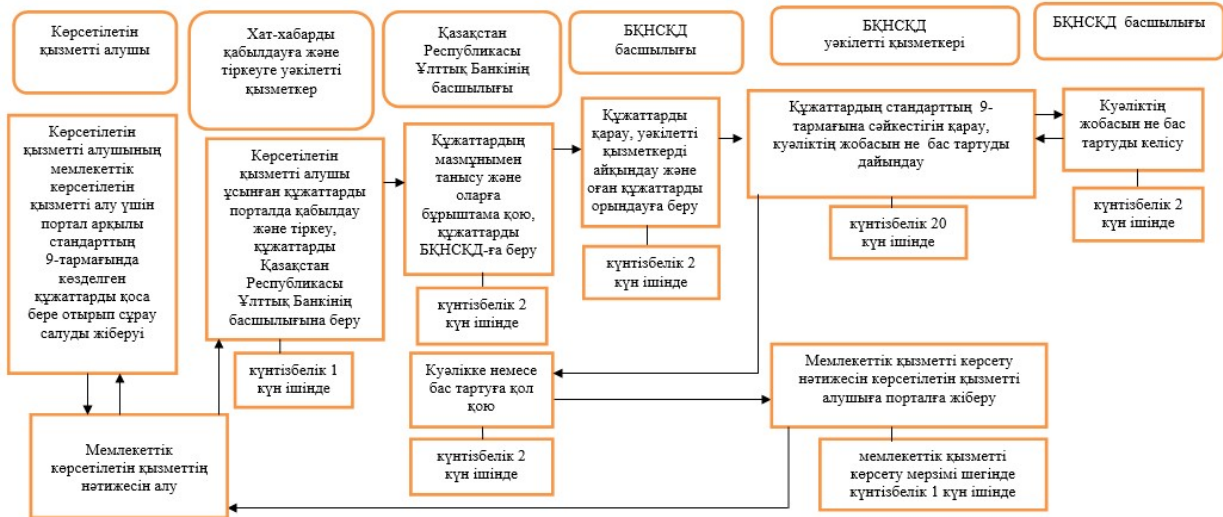 Көрсетілетін
қызметті алушы
Хат-хабарды
қабылдауға және
тіркеуге уәкілетті
қызметкер
Қазақстан
Республикасы
Ұлттық Банкінің
басшылығы
БҚНСҚД
басшылығы
БҚНСҚД
уәкілетті қызметкері
БҚНСҚД басшылығы
Көрсетілетін
қызметті алушының
мемлекеттік
көрсетілетін
қызметті алу үшін
портал арқылы
стандарттың
9-тармағында
көзделген
құжаттарды қоса
бере отырып сұрау
салуды жіберуі
Көрсетілетін
қызметті алушы
ұсынған құжаттарды
порталда қабылдау
және тіркеу,
құжаттарды
Қазақстан
Республикасы
Ұлттық Банкінің
басшылығына беру
күнтізбелік 1
күн ішінде
Құжаттардың
мазмұнымен
танысу және
оларға
бұрыштама қою,
құжаттарды
БҚНСҚД-ға беру
күнтізбелік 2
күн ішінде
Құжаттарды
қарау, уәкілетті
қызметкерді
айқындау және
оған құжаттарды
орындауға беру
күнтізбелік 2
күн ішінде
Құжаттардың стандарттың 9-
тармағына сәйкестігін қарау,
куәліктің жобасын не бас тартуды
дайындау
күнтізбелік 20
күн ішінде
Куәліктің
жобасын не бас
тартуды келісу
күнтізбелік 2
күн ішінде
Куәлікке немесе
бас тартуға қол
қою
күнтізбелік 2
күн ішінде
Мемлекеттік қызметті көрсету
нәтижесін көрсетілетін қызметті
алушыға порталға жіберу
мемлекеттік қызметті
көрсету мерзімі шегінде
күнтізбелік 1 күн ішінде
Мемлекеттік
көрсетілетін қызметтің
нәтижесін алу